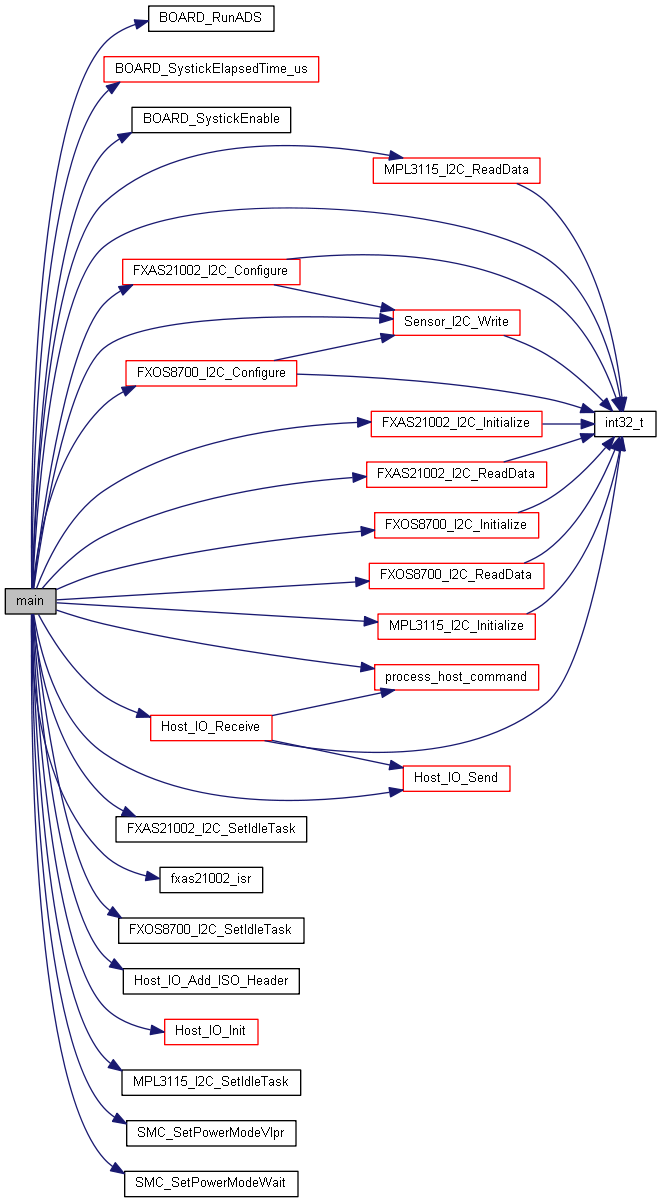 BOARD_RunADS
BOARD_SystickElapsedTime_us
BOARD_SystickEnable
MPL3115_I2C_ReadData
FXAS21002_I2C_Configure
Sensor_I2C_Write
FXOS8700_I2C_Configure
FXAS21002_I2C_Initialize
int32_t
FXAS21002_I2C_ReadData
FXOS8700_I2C_Initialize
FXOS8700_I2C_ReadData
main
MPL3115_I2C_Initialize
process_host_command
Host_IO_Receive
Host_IO_Send
FXAS21002_I2C_SetIdleTask
fxas21002_isr
FXOS8700_I2C_SetIdleTask
Host_IO_Add_ISO_Header
Host_IO_Init
MPL3115_I2C_SetIdleTask
SMC_SetPowerModeVlpr
SMC_SetPowerModeWait